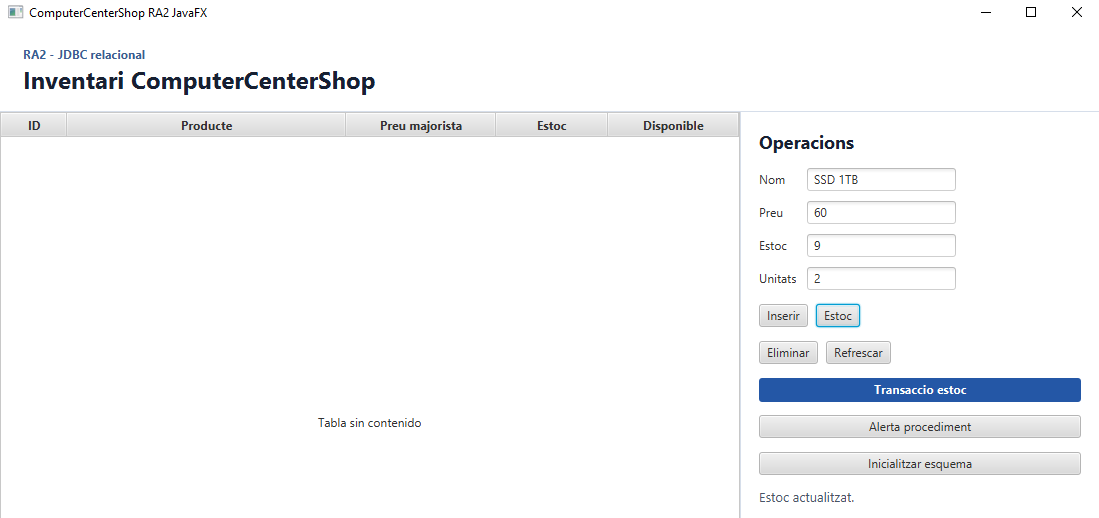 ComputerCenterShop RA2 JavaFX
RA2 - JDBC relacional
Inventari ComputerCenterShop
ID Producte Preu majorista Estoc Disponible
Tabla sin contenido
Operacions
Nom SSD 1TB
Preu 60
Estoc 9
Unitats 2
Inserir Estoc
Eliminar Refrescar
Transaccio estoc
Alerta procediment
Inicialitzar esquema
Estoc actualitzat.